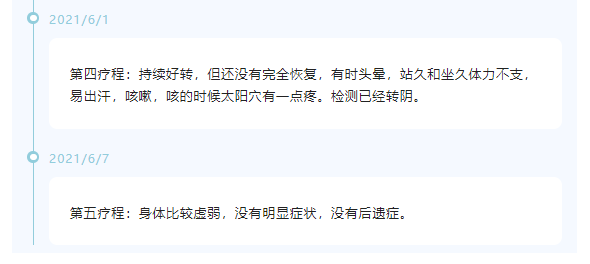 2021/6/1
第四疗程：持续好转，但还没有完全恢复，有时头晕，站久和坐久体力不支，
易出汗，咳嗽，咳的时候太阳穴有一点疼。检测已经转阴。
2021/6/7
第五疗程：身体比较虚弱，没有明显症状，没有后遗症。